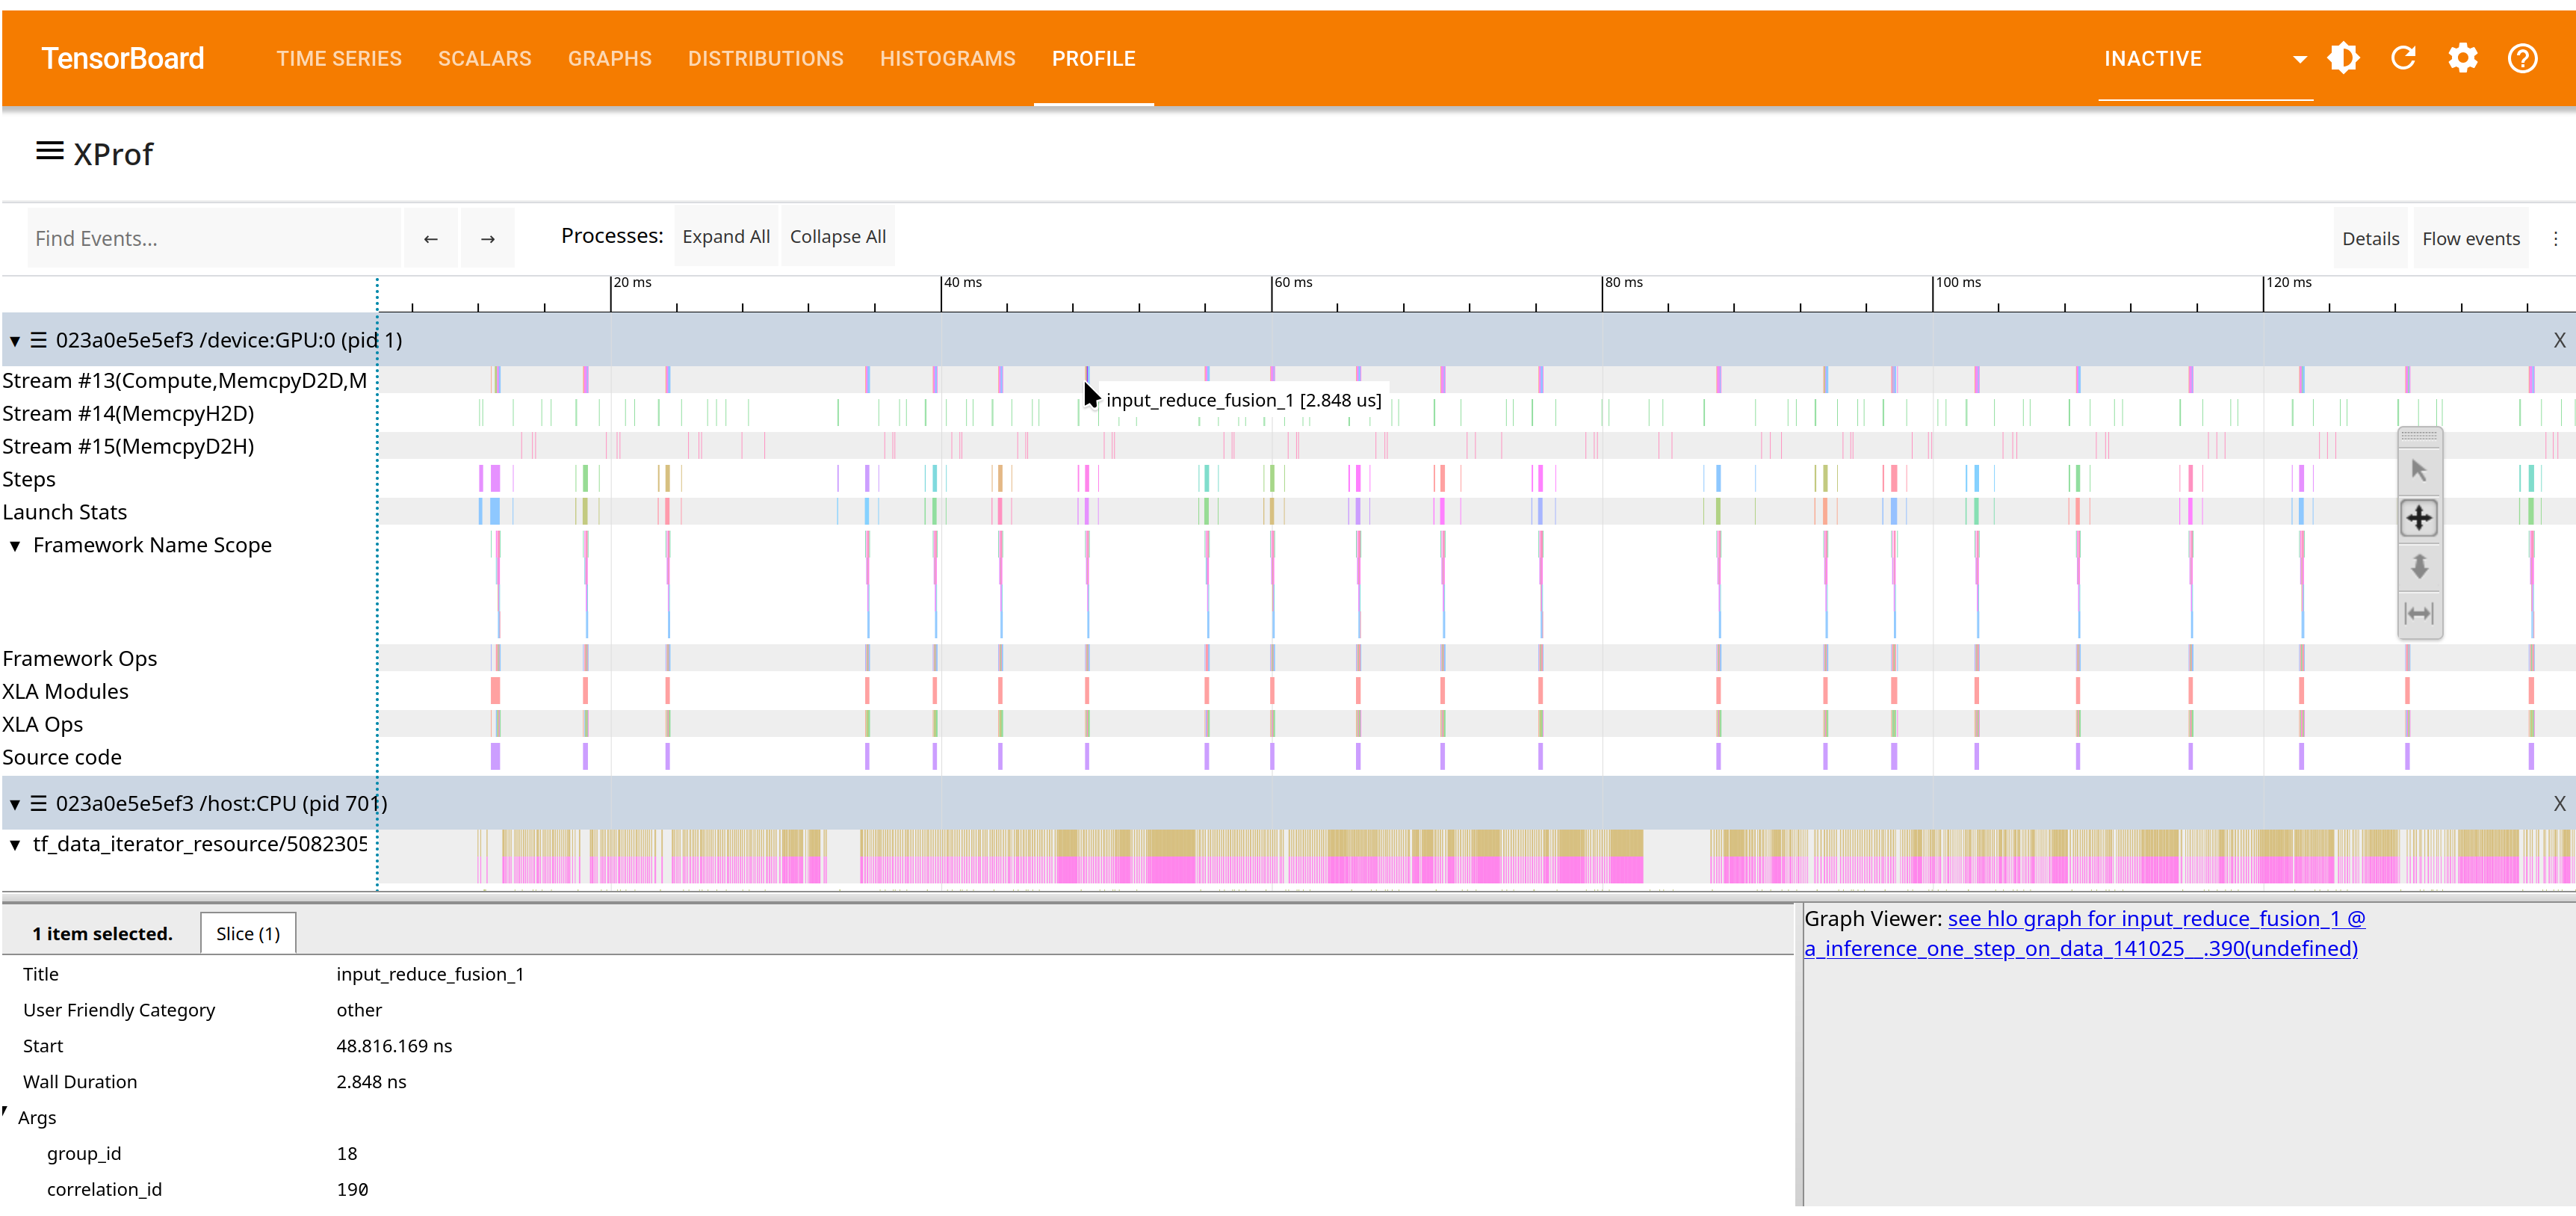 TensorBoard TIME SERIES SCALARS GRAPHS DISTRIBUTIONS HISTOGRAMS PROFILE INACTIVE
XProf
Find Events... ← → Processes: Expand All Collapse All Details Flow events
20 ms 40 ms 60 ms 80 ms 100 ms 120 ms
023a0e5e5ef3 /device:GPU:0 (pid 1) X
Stream #13(Compute,MemcpyD2D,M
input_reduce_fusion_1 [2.848 us]
Stream #14(MemcpyH2D)
Stream #15(MemcpyD2H)
Steps
Launch Stats
Framework Name Scope
Framework Ops
XLA Modules
XLA Ops
Source code
023a0e5e5ef3 /host:CPU (pid 701) X
tf_data_iterator_resource/5082305
1 item selected. Slice (1)
Title input_reduce_fusion_1
User Friendly Category other
Start 48.816.169 ns
Wall Duration 2.848 ns
Args
group_id 18
correlation_id 190
Graph Viewer: see hlo graph for input_reduce_fusion_1 @
a_inference_one_step_on_data_141025__.390(undefined)